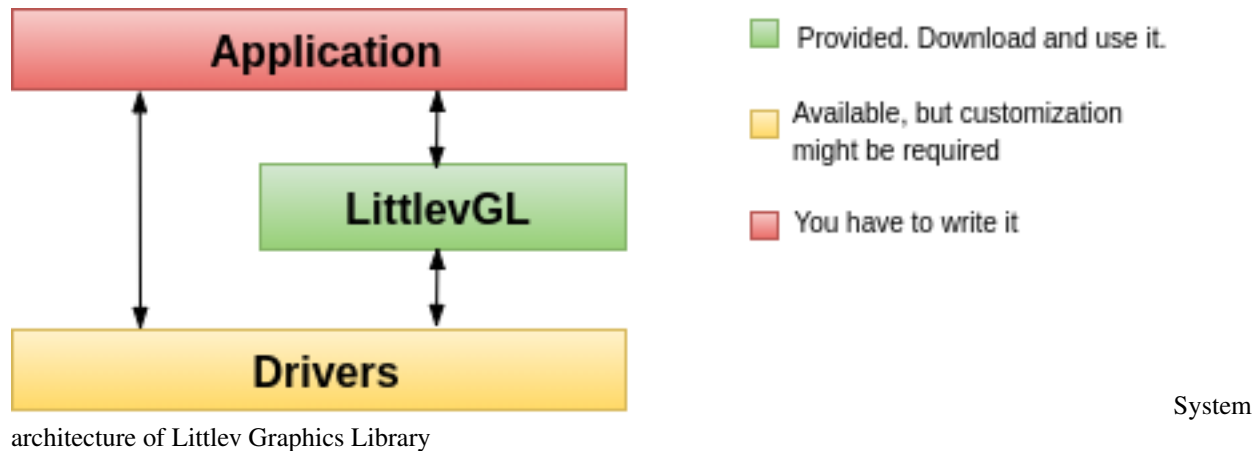 Application
LittlevGL
Drivers
Provided. Download and use it.
Available, but customization
might be required
You have to write it
System
architecture of Littlev Graphics Library